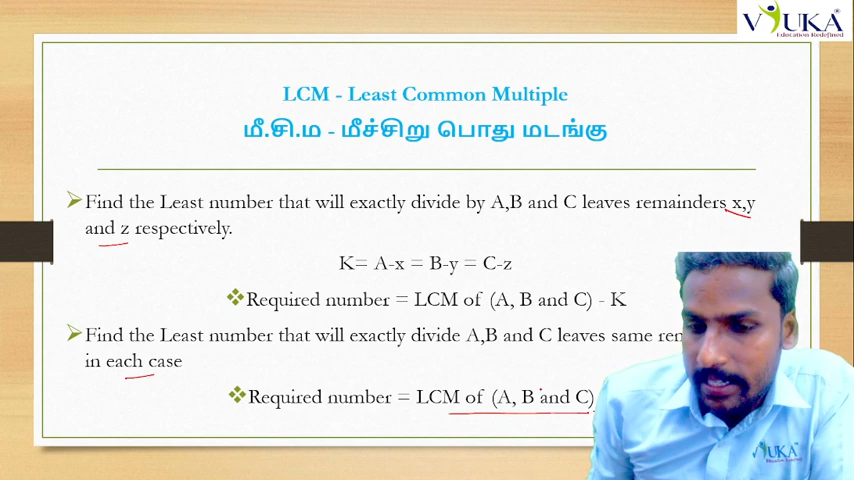 VIUKA
Education Redefined
LCM - Least Common Multiple
மீ.சி.ம - மீச்சிறு பொது மடங்கு
Find the Least number that will exactly divide by A,B and C leaves remainders x,y
and z respectively.
K= A-x = B-y = C-z
Required number = LCM of (A, B and C) - K
Find the Least number that will exactly divide A,B and C leaves same
in each case
Required number = LCM of (A, B and C)